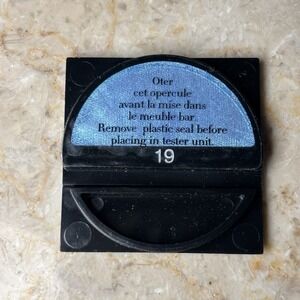 Oter
cet opercule
avant la mise dans
le meuble bar.
Remove plastic seal before
placing in tester unit.
19